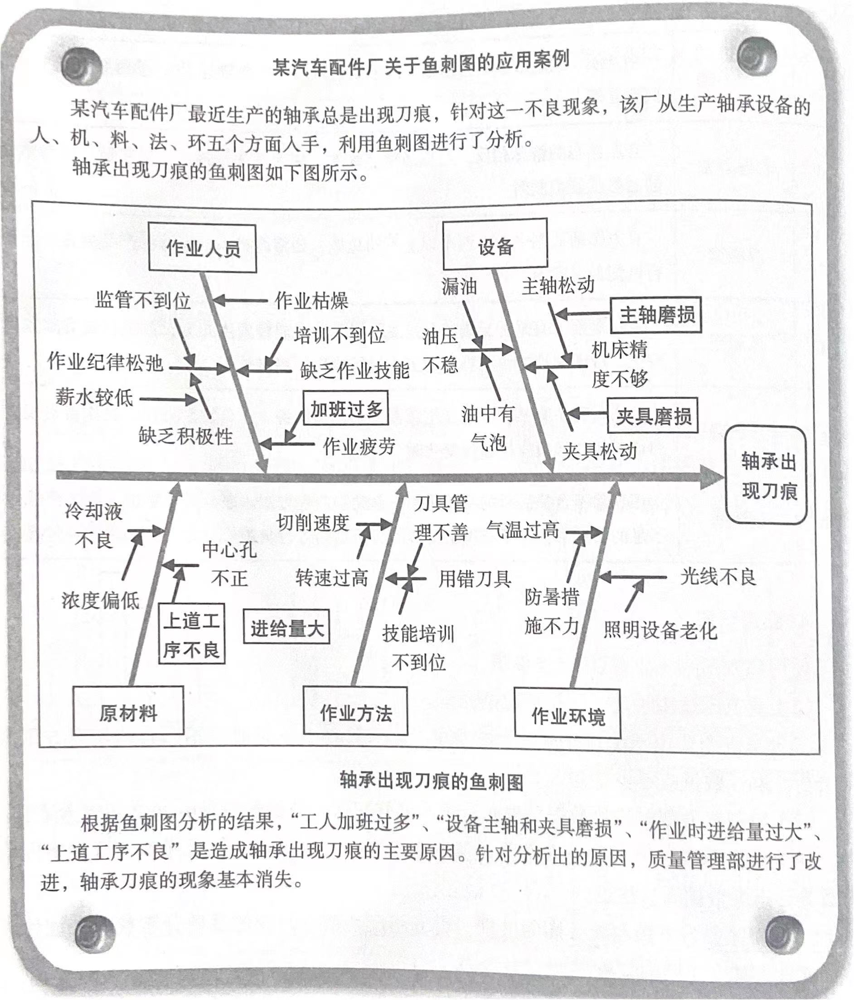 某汽车配件厂关于鱼刺图的应用案例
某汽车配件厂最近生产的轴承总是出现刀痕，针对这一不良现象，该厂从生产轴承设备的
人、机、料、法、环五个方面入手，利用鱼刺图进行了分析。
轴承出现刀痕的鱼刺图如下图所示。
作业人员
监管不到位
作业枯燥
培训不到位
作业纪律松弛
缺乏作业技能
薪水较低
加班过多
缺乏积极性
作业疲劳
设备
漏油
主轴松动
主轴磨损
油压
不稳
机床精
度不够
油中有
气泡
夹具磨损
夹具松动
轴承出
现刀痕
冷却液
不良
中心孔
不正
浓度偏低
上道工
序不良
原材料
切削速度
刀具管
理不善
转速过高
用错刀具
进给量大
技能培训
不到位
作业方法
气温过高
光线不良
防暑措
施不力
照明设备老化
作业环境
轴承出现刀痕的鱼刺图
根据鱼刺图分析的结果，“工人加班过多”、“设备主轴和夹具磨损”、“作业时进给量过大”、
“上道工序不良”是造成轴承出现刀痕的主要原因。针对分析出的原因，质量管理部进行了改
进，轴承刀痕的现象基本消失。